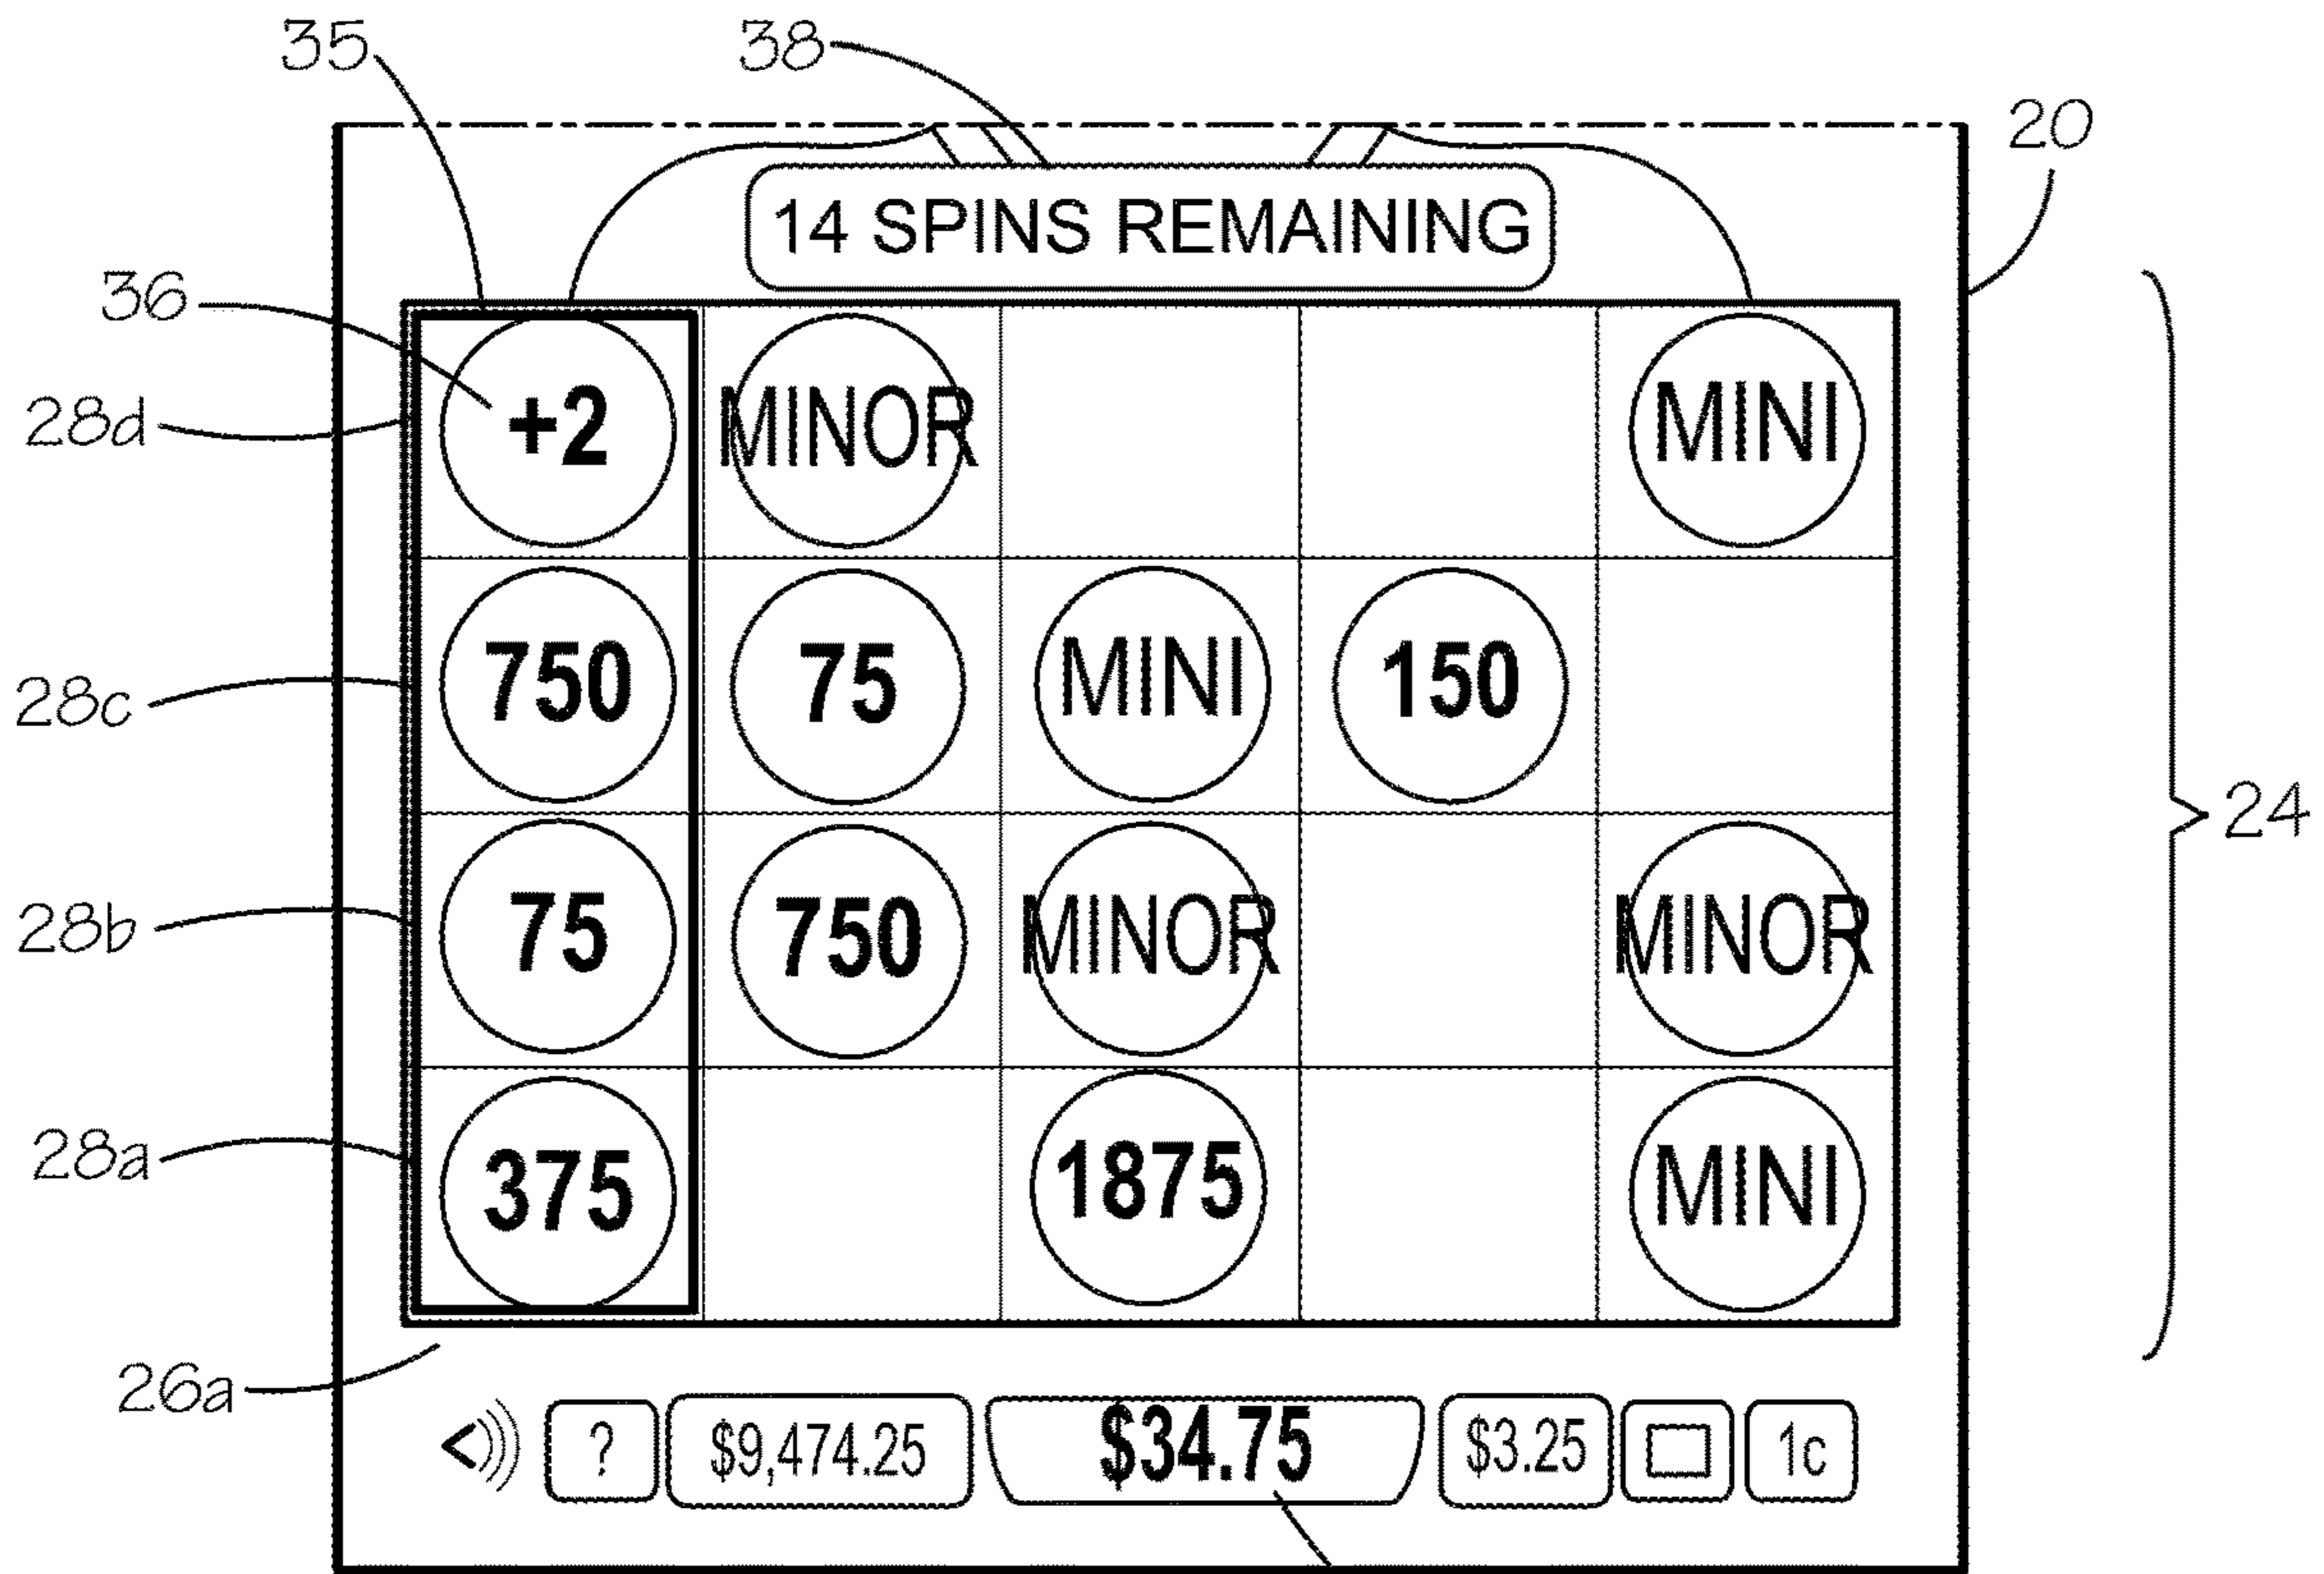 35
38
20
14 SPINS REMAINING
36
28d
+2 MINOR MINI
28c
750 75 MINI 150
24
28b
75 750 MINOR MINOR
28a
375 1875 MINI
26a
? $9,474.25 $34.75 $3.25 1c